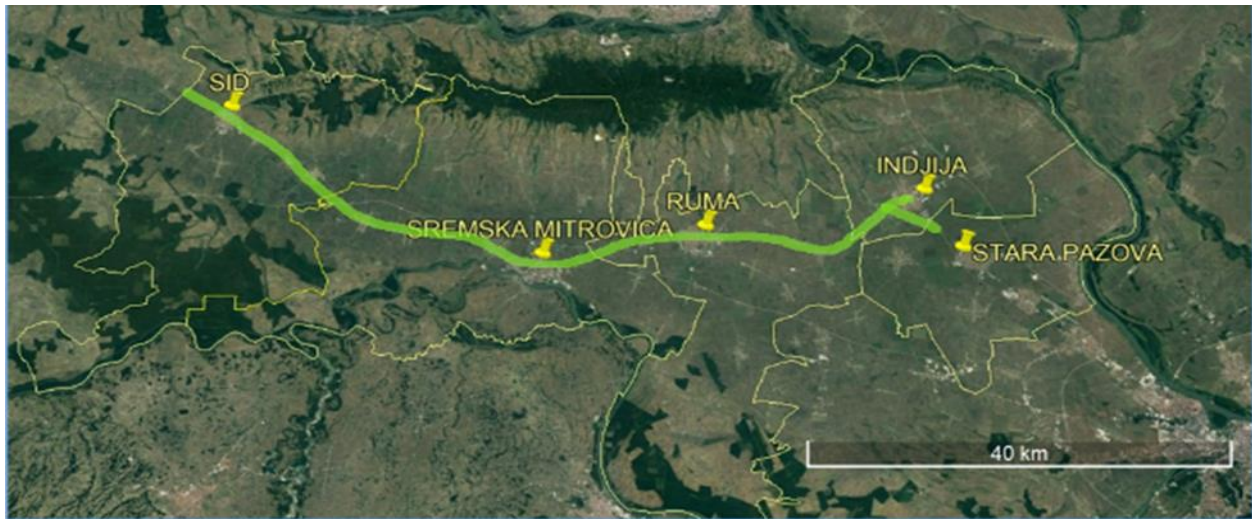 SID
INDJIJA
RUMA
SREMSKA MITROVICA
STARA PAZOVA
40 km